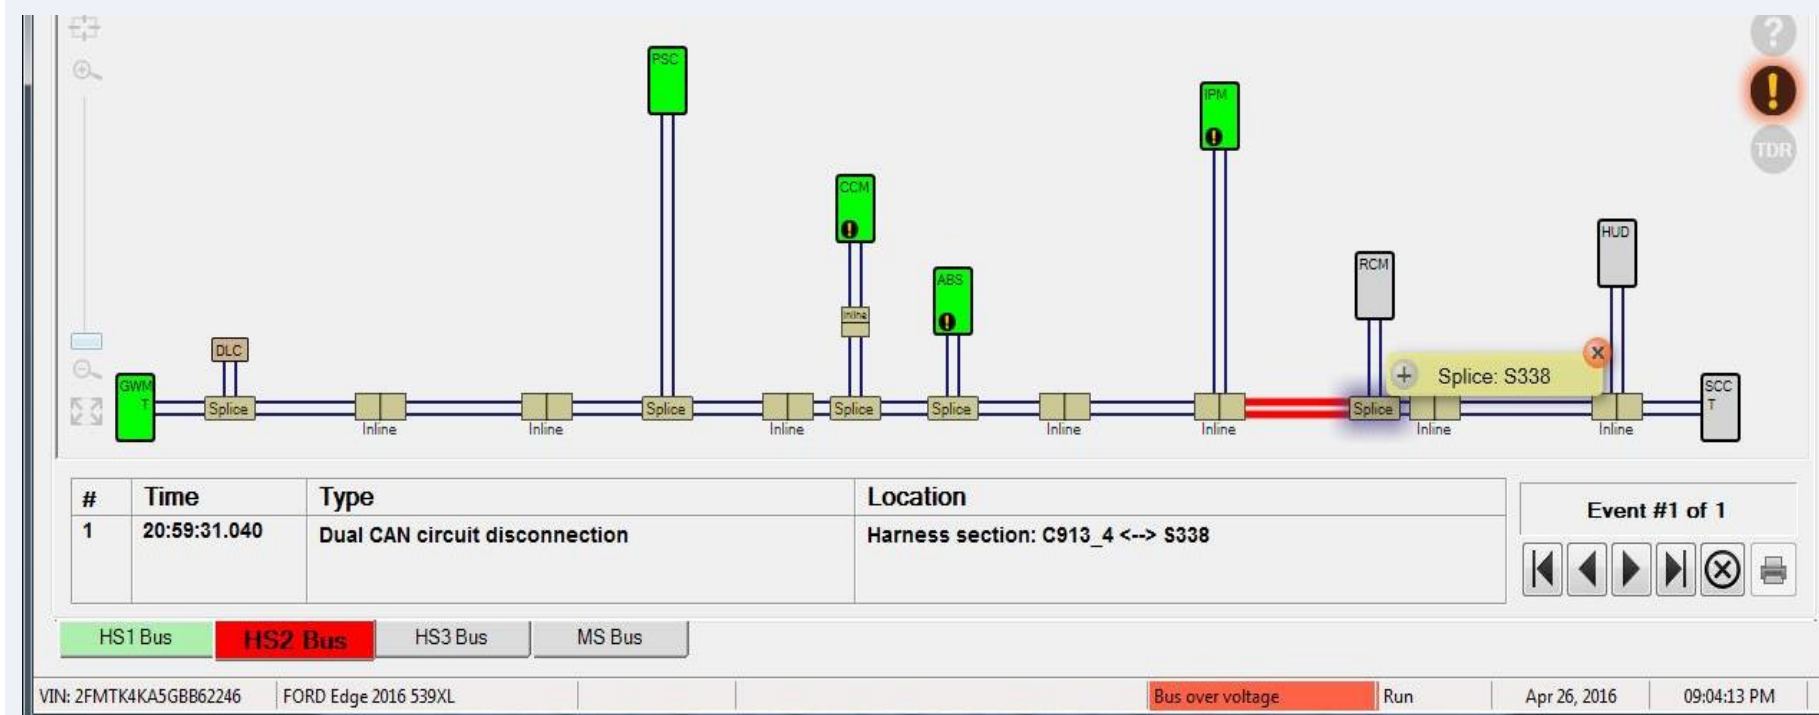 ?
PSC
!
IPM
!
TDR
CCM
!
HUD
RCM
ABS
Inline
!
DLC
X
+ Splice: S338
GWM
T
SCC
T
Splice
Splice
Splice
Splice
Splice
Inline
Inline
Inline
Inline
Inline
Inline
Inline
# Time Type Location
1 20:59:31.040 Dual CAN circuit disconnection Harness section: C913_4 <--> S338
Event #1 of 1
HS1 Bus HS2 Bus HS3 Bus MS Bus
VIN: 2FMTK4KA5GBB62246 FORD Edge 2016 539XL Bus over voltage Run Apr 26, 2016 09:04:13 PM